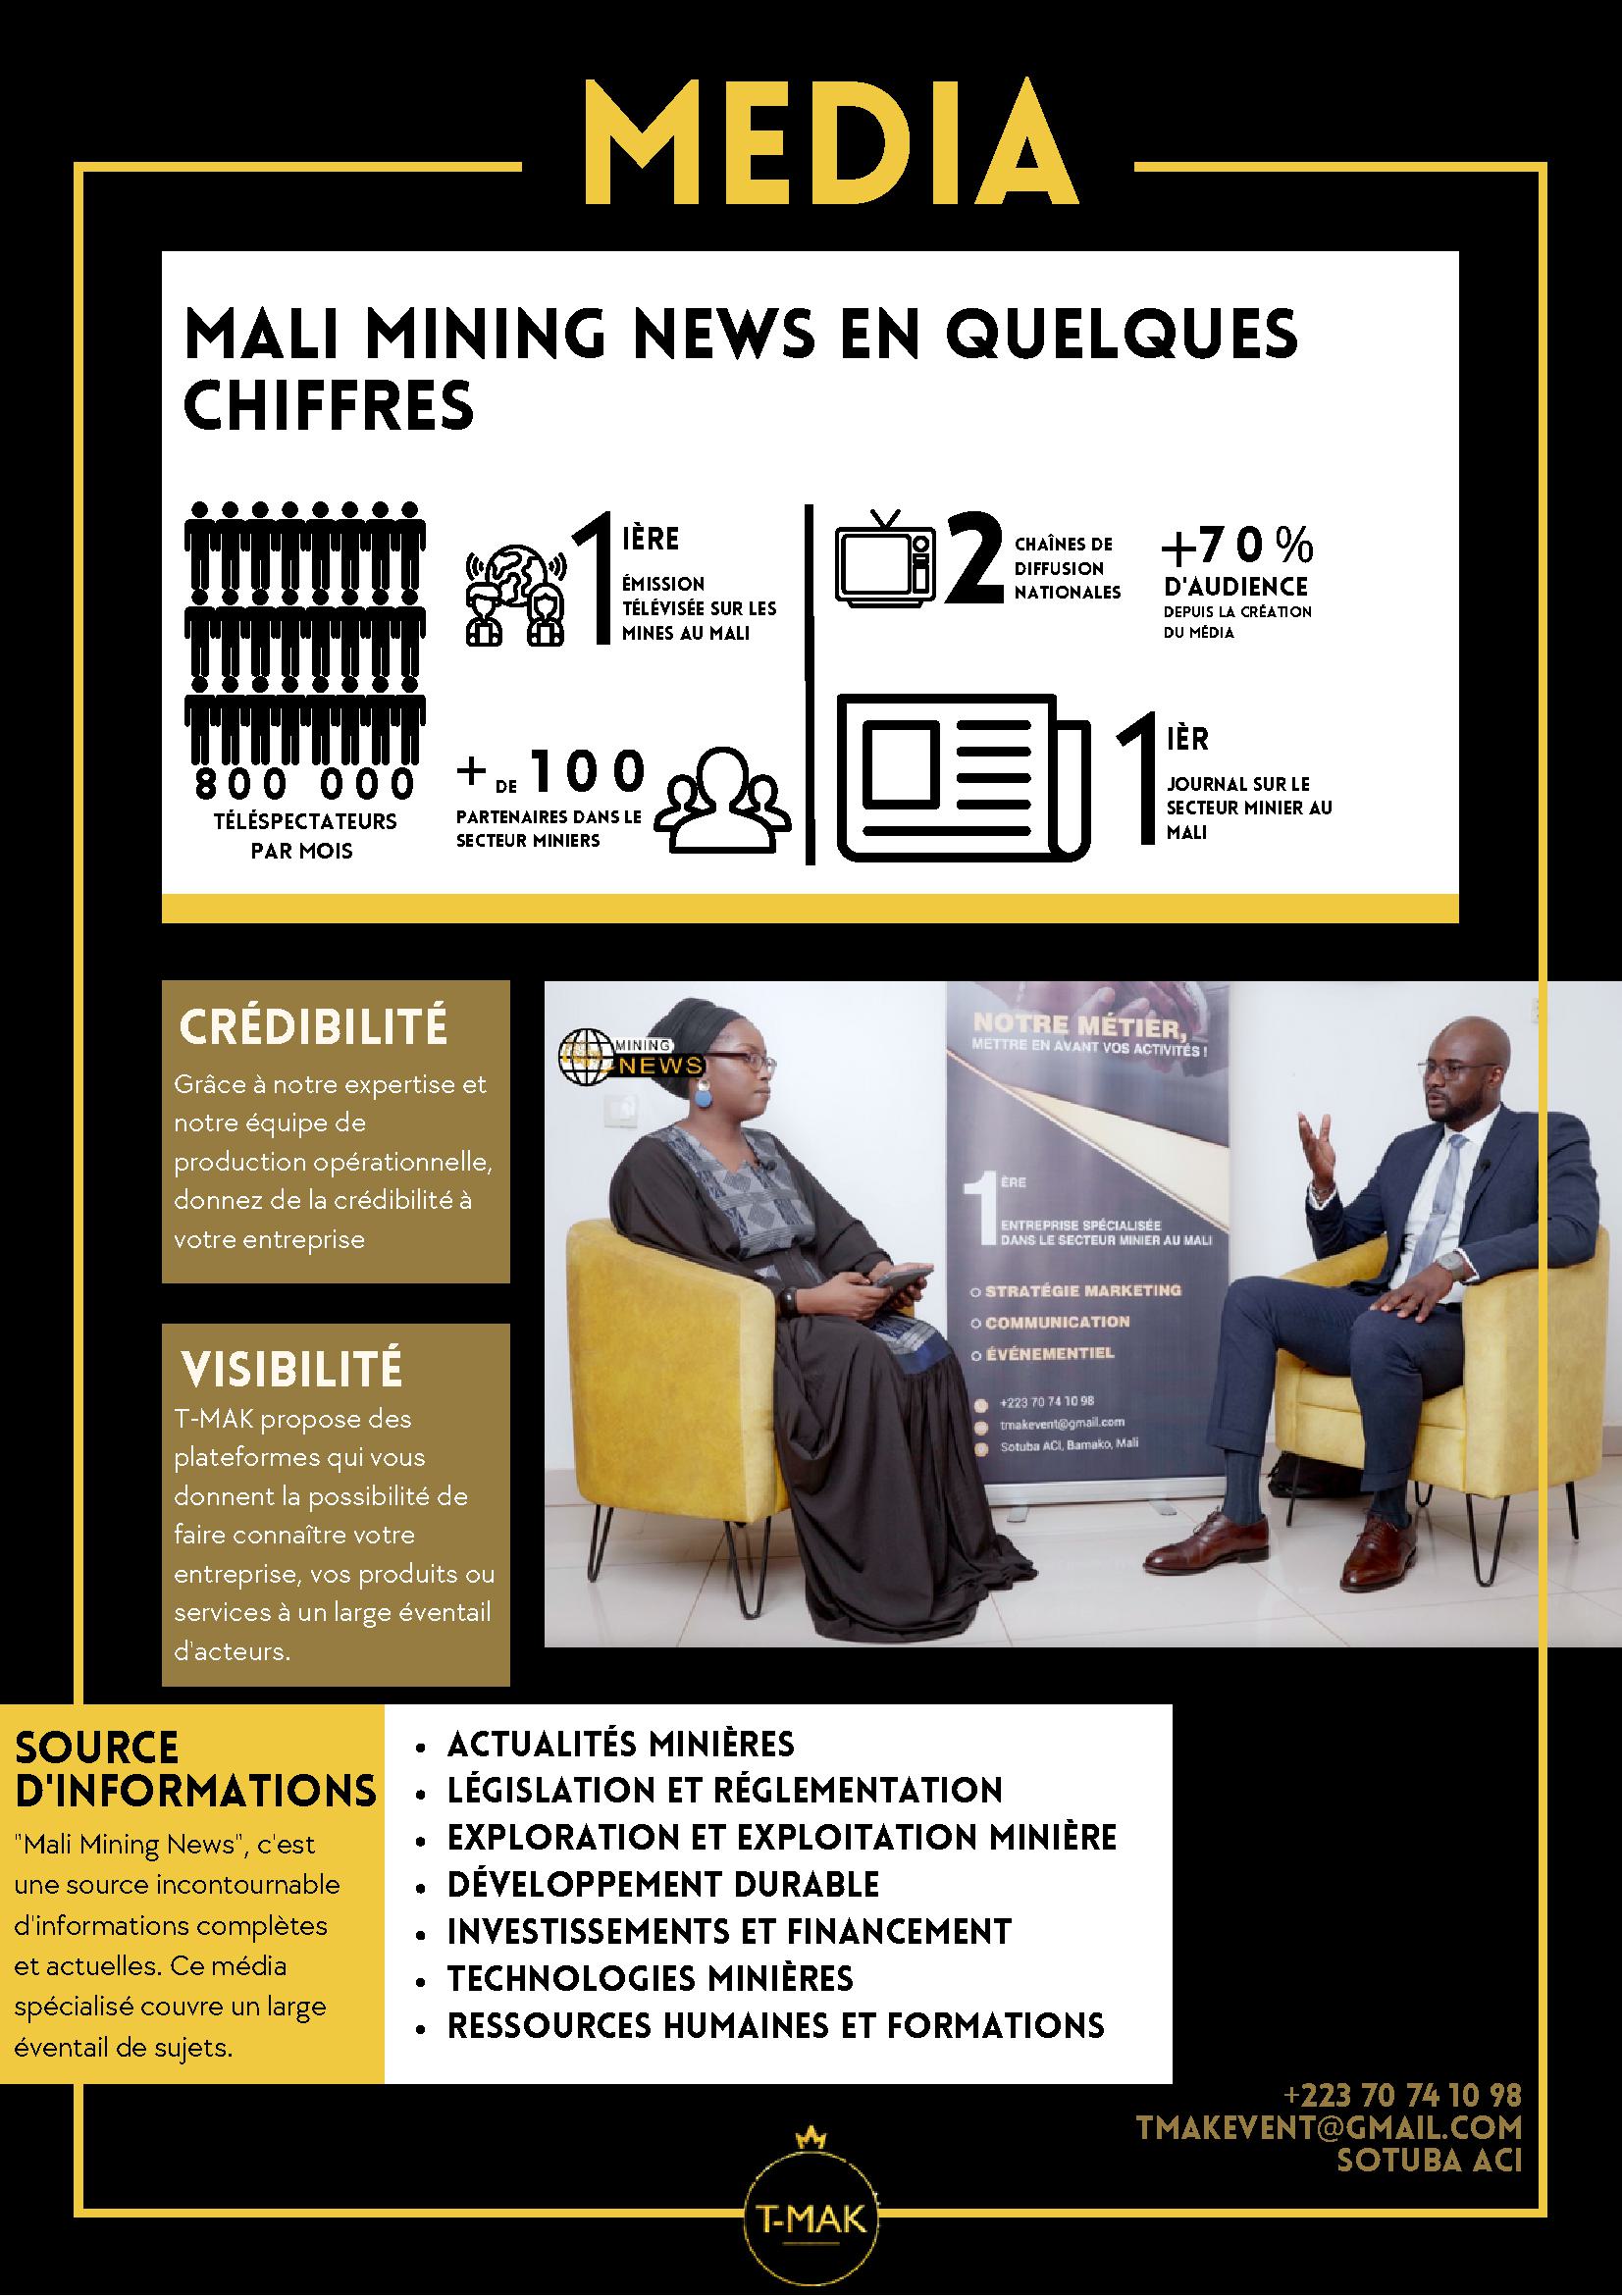 MEDIA
MALI MINING NEWS EN QUELQUES
CHIFFRES
800 000
TÉLÉSPECTATEURS
PAR MOIS
1 IÈRE
ÉMISSION
TÉLÉVISÉE SUR LES
MINES AU MALI
+ DE 100
PARTENAIRES DANS LE
SECTEUR MINIERS
2 CHAÎNES DE
DIFFUSION
NATIONALES
+70%
D'AUDIENCE
DEPUIS LA CRÉATION
DU MÉDIA
1 IÈR
JOURNAL SUR LE
SECTEUR MINIER AU
MALI
CRÉDIBILITÉ
Grâce à notre expertise et
notre équipe de
production opérationnelle,
donnez de la crédibilité à
votre entreprise
VISIBILITÉ
T-MAK propose des
plateformes qui vous
donnent la possibilité de
faire connaître votre
entreprise, vos produits ou
services à un large éventail
d'acteurs.
MINING
NEWS
NOTRE MÉTIER,
METTRE EN AVANT VOS ACTIVITÉS !
1 ÈRE
ENTREPRISE SPÉCIALISÉE
DANS LE SECTEUR MINIER AU MALI
STRATÉGIE MARKETING
COMMUNICATION
ÉVÉNEMENTIEL
+223 70 74 10 98
tmakevent@gmail.com
Sotuba ACI, Bamako, Mali
SOURCE
D'INFORMATIONS
"Mali Mining News", c'est
une source incontournable
d'informations complètes
et actuelles. Ce média
spécialisé couvre un large
éventail de sujets.
• ACTUALITÉS MINIÈRES
• LÉGISLATION ET RÉGLEMENTATION
• EXPLORATION ET EXPLOITATION MINIÈRE
• DÉVELOPPEMENT DURABLE
• INVESTISSEMENTS ET FINANCEMENT
• TECHNOLOGIES MINIÈRES
• RESSOURCES HUMAINES ET FORMATIONS
+223 70 74 10 98
TMAKEVENT@GMAIL.COM
SOTUBA ACI
T-MAK